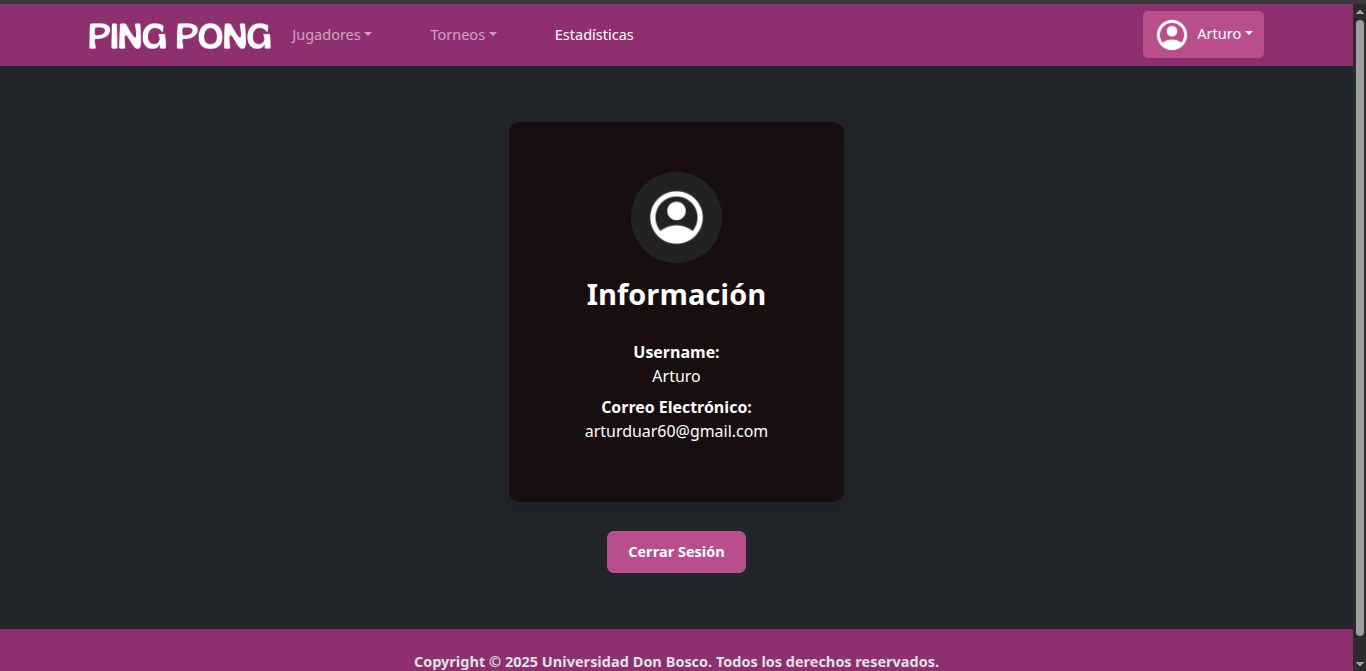 PING PONG Jugadores Torneos Estadísticas Arturo
Información
Username:
Arturo
Correo Electrónico:
arturduar60@gmail.com
Cerrar Sesión
Copyright © 2025 Universidad Don Bosco. Todos los derechos reservados.